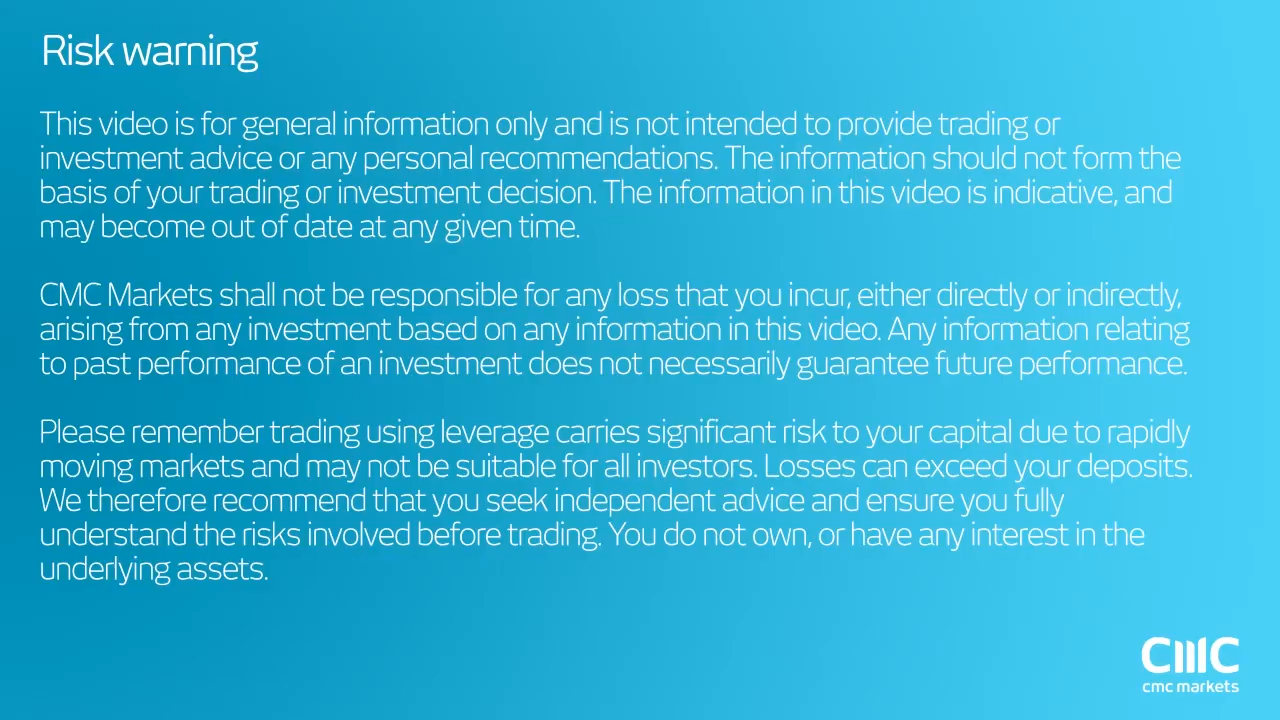 Risk warning
This video is for general information only and is not intended to provide trading or
investment advice or any personal recommendations. The information should not form the
basis of your trading or investment decision. The information in this video is indicative, and
may become out of date at any given time.
CMC Markets shall not be responsible for any loss that you incur, either directly or indirectly,
arising from any investment based on any information in this video. Any information relating
to past performance of an investment does not necessarily guarantee future performance.
Please remember trading using leverage carries significant risk to your capital due to rapidly
moving markets and may not be suitable for all investors. Losses can exceed your deposits.
We therefore recommend that you seek independent advice and ensure you fully
understand the risks involved before trading. You do not own, or have any interest in the
underlying assets.
CMC
cmc markets